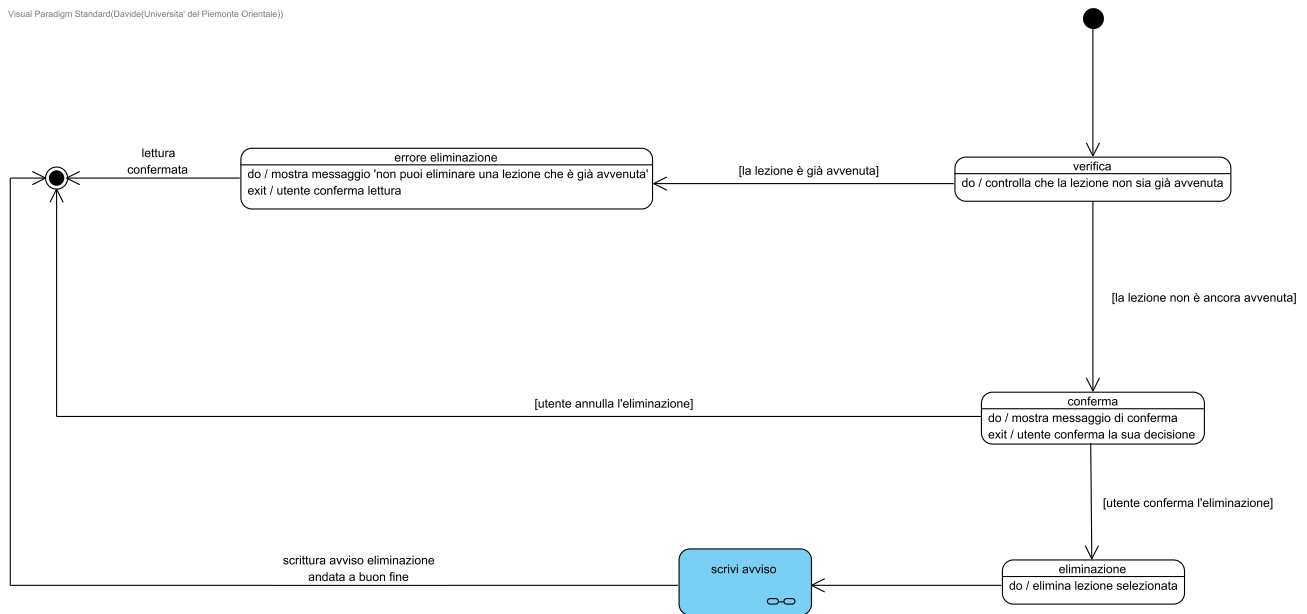 Visual Paradigm Standard(Davide(Universita' del Piemonte Orientale))
lettura
confermata
errore eliminazione
do / mostra messaggio 'non puoi eliminare una lezione che è già avvenuta'
exit / utente conferma lettura
[la lezione è già avvenuta]
verifica
do / controlla che la lezione non sia già avvenuta
[la lezione non è ancora avvenuta]
[utente annulla l'eliminazione]
conferma
do / mostra messaggio di conferma
exit / utente conferma la sua decisione
[utente conferma l'eliminazione]
scrittura avviso eliminazione
andata a buon fine
scrivi avviso
eliminazione
do / elimina lezione selezionata